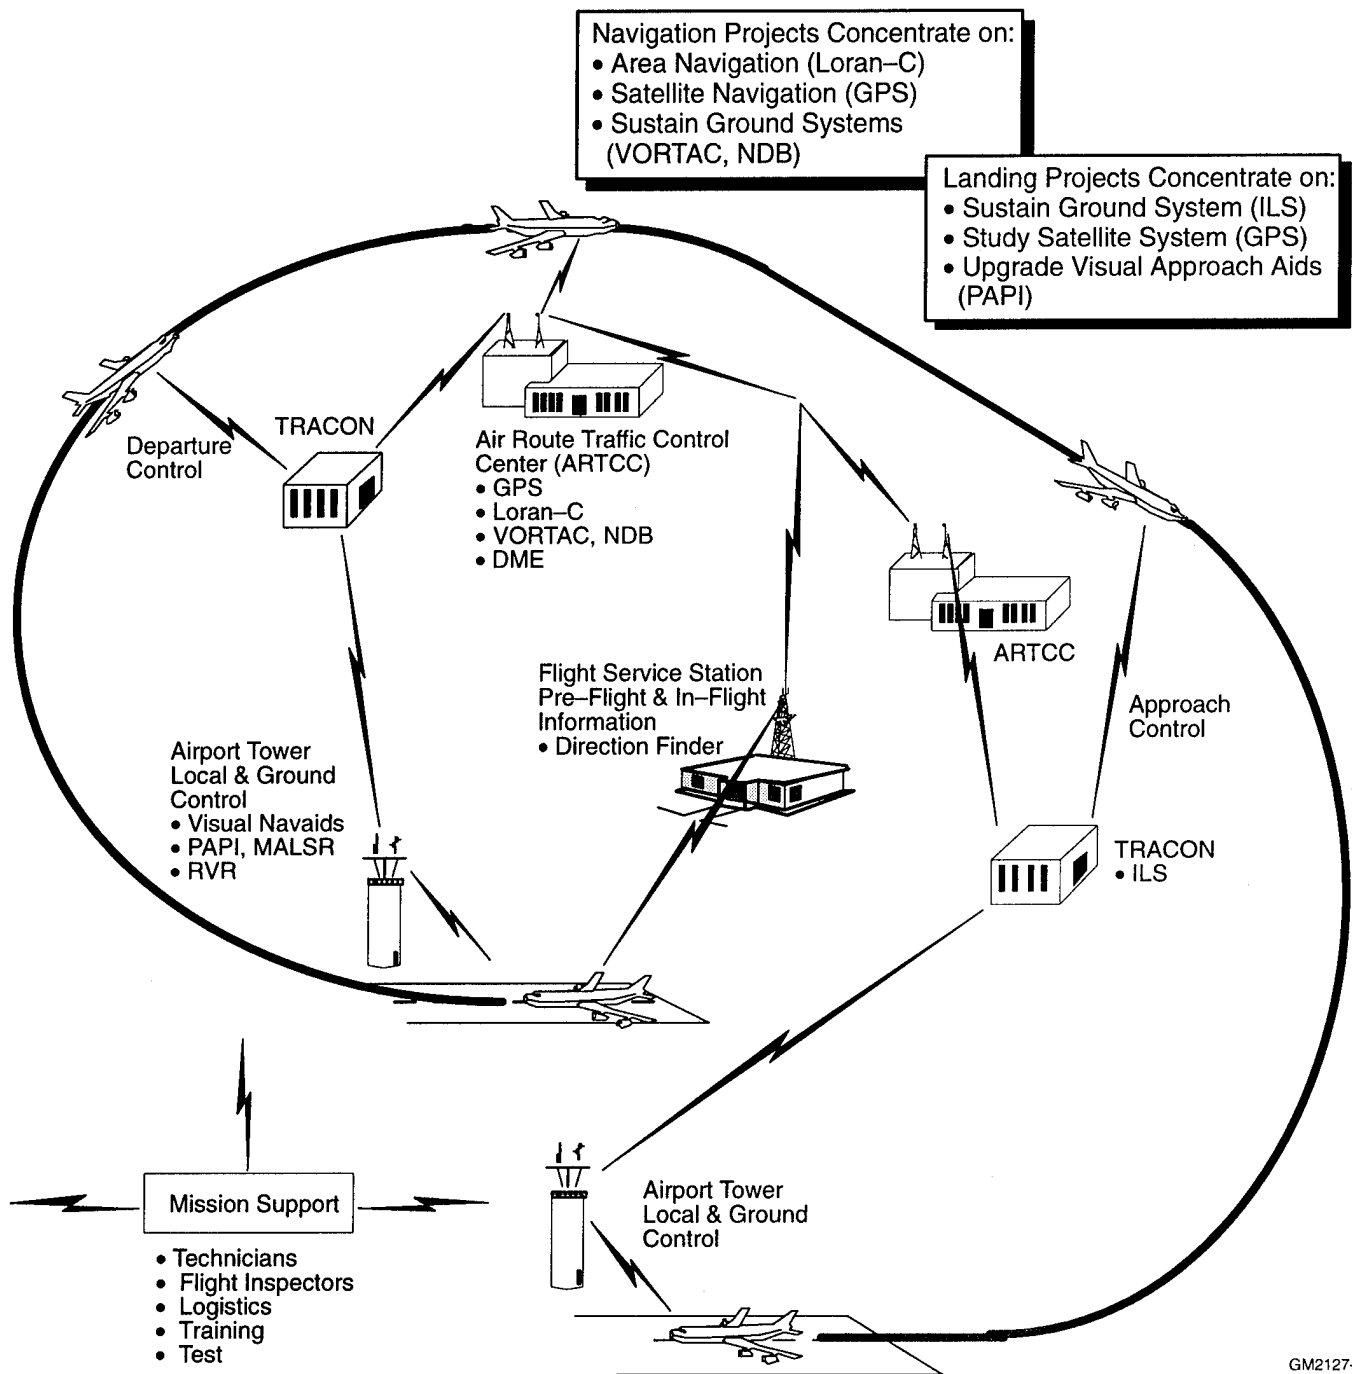 Navigation Projects Concentrate on:
• Area Navigation (Loran–C)
• Satellite Navigation (GPS)
• Sustain Ground Systems
(VORTAC, NDB)
Landing Projects Concentrate on:
• Sustain Ground System (ILS)
• Study Satellite System (GPS)
• Upgrade Visual Approach Aids
(PAPI)
Departure
Control
TRACON
Air Route Traffic Control
Center (ARTCC)
• GPS
• Loran–C
• VORTAC, NDB
• DME
ARTCC
Flight Service Station
Pre–Flight & In–Flight
Information
• Direction Finder
Approach
Control
Airport Tower
Local & Ground
Control
• Visual Navaids
• PAPI, MALSR
• RVR
TRACON
• ILS
Mission Support
• Technicians
• Flight Inspectors
• Logistics
• Training
• Test
Airport Tower
Local & Ground
Control
GM2127-